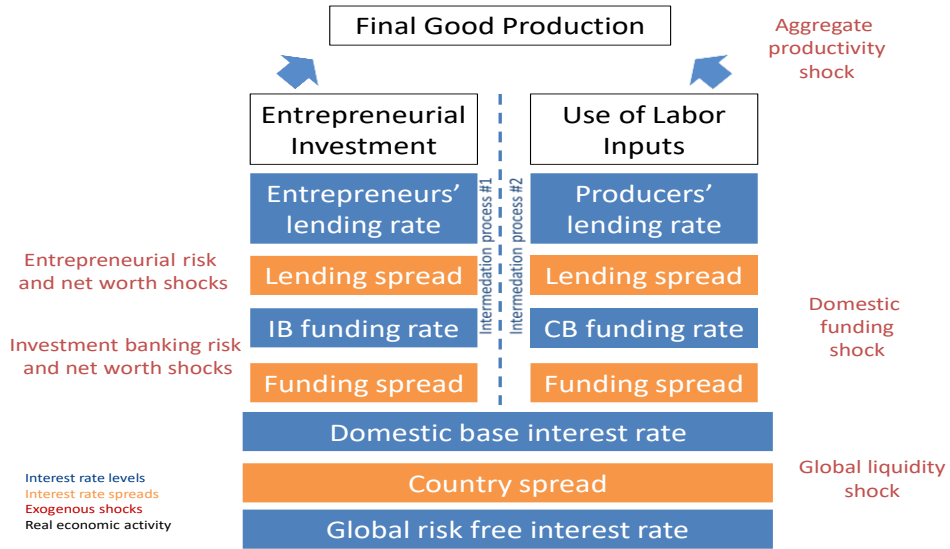 Final Good Production
Aggregate
productivity
shock
Entrepreneurial
Investment
Use of Labor
Inputs
Entrepreneurs'
lending rate
Intermedation process #1
Intermedation process #2
Producers'
lending rate
Entrepreneurial risk
and net worth shocks
Lending spread
Lending spread
Domestic
funding
shock
Investment banking risk
and net worth shocks
IB funding rate
CB funding rate
Funding spread
Funding spread
Domestic base interest rate
Country spread
Global liquidity
shock
Global risk free interest rate
Interest rate levels
Interest rate spreads
Exogenous shocks
Real economic activity